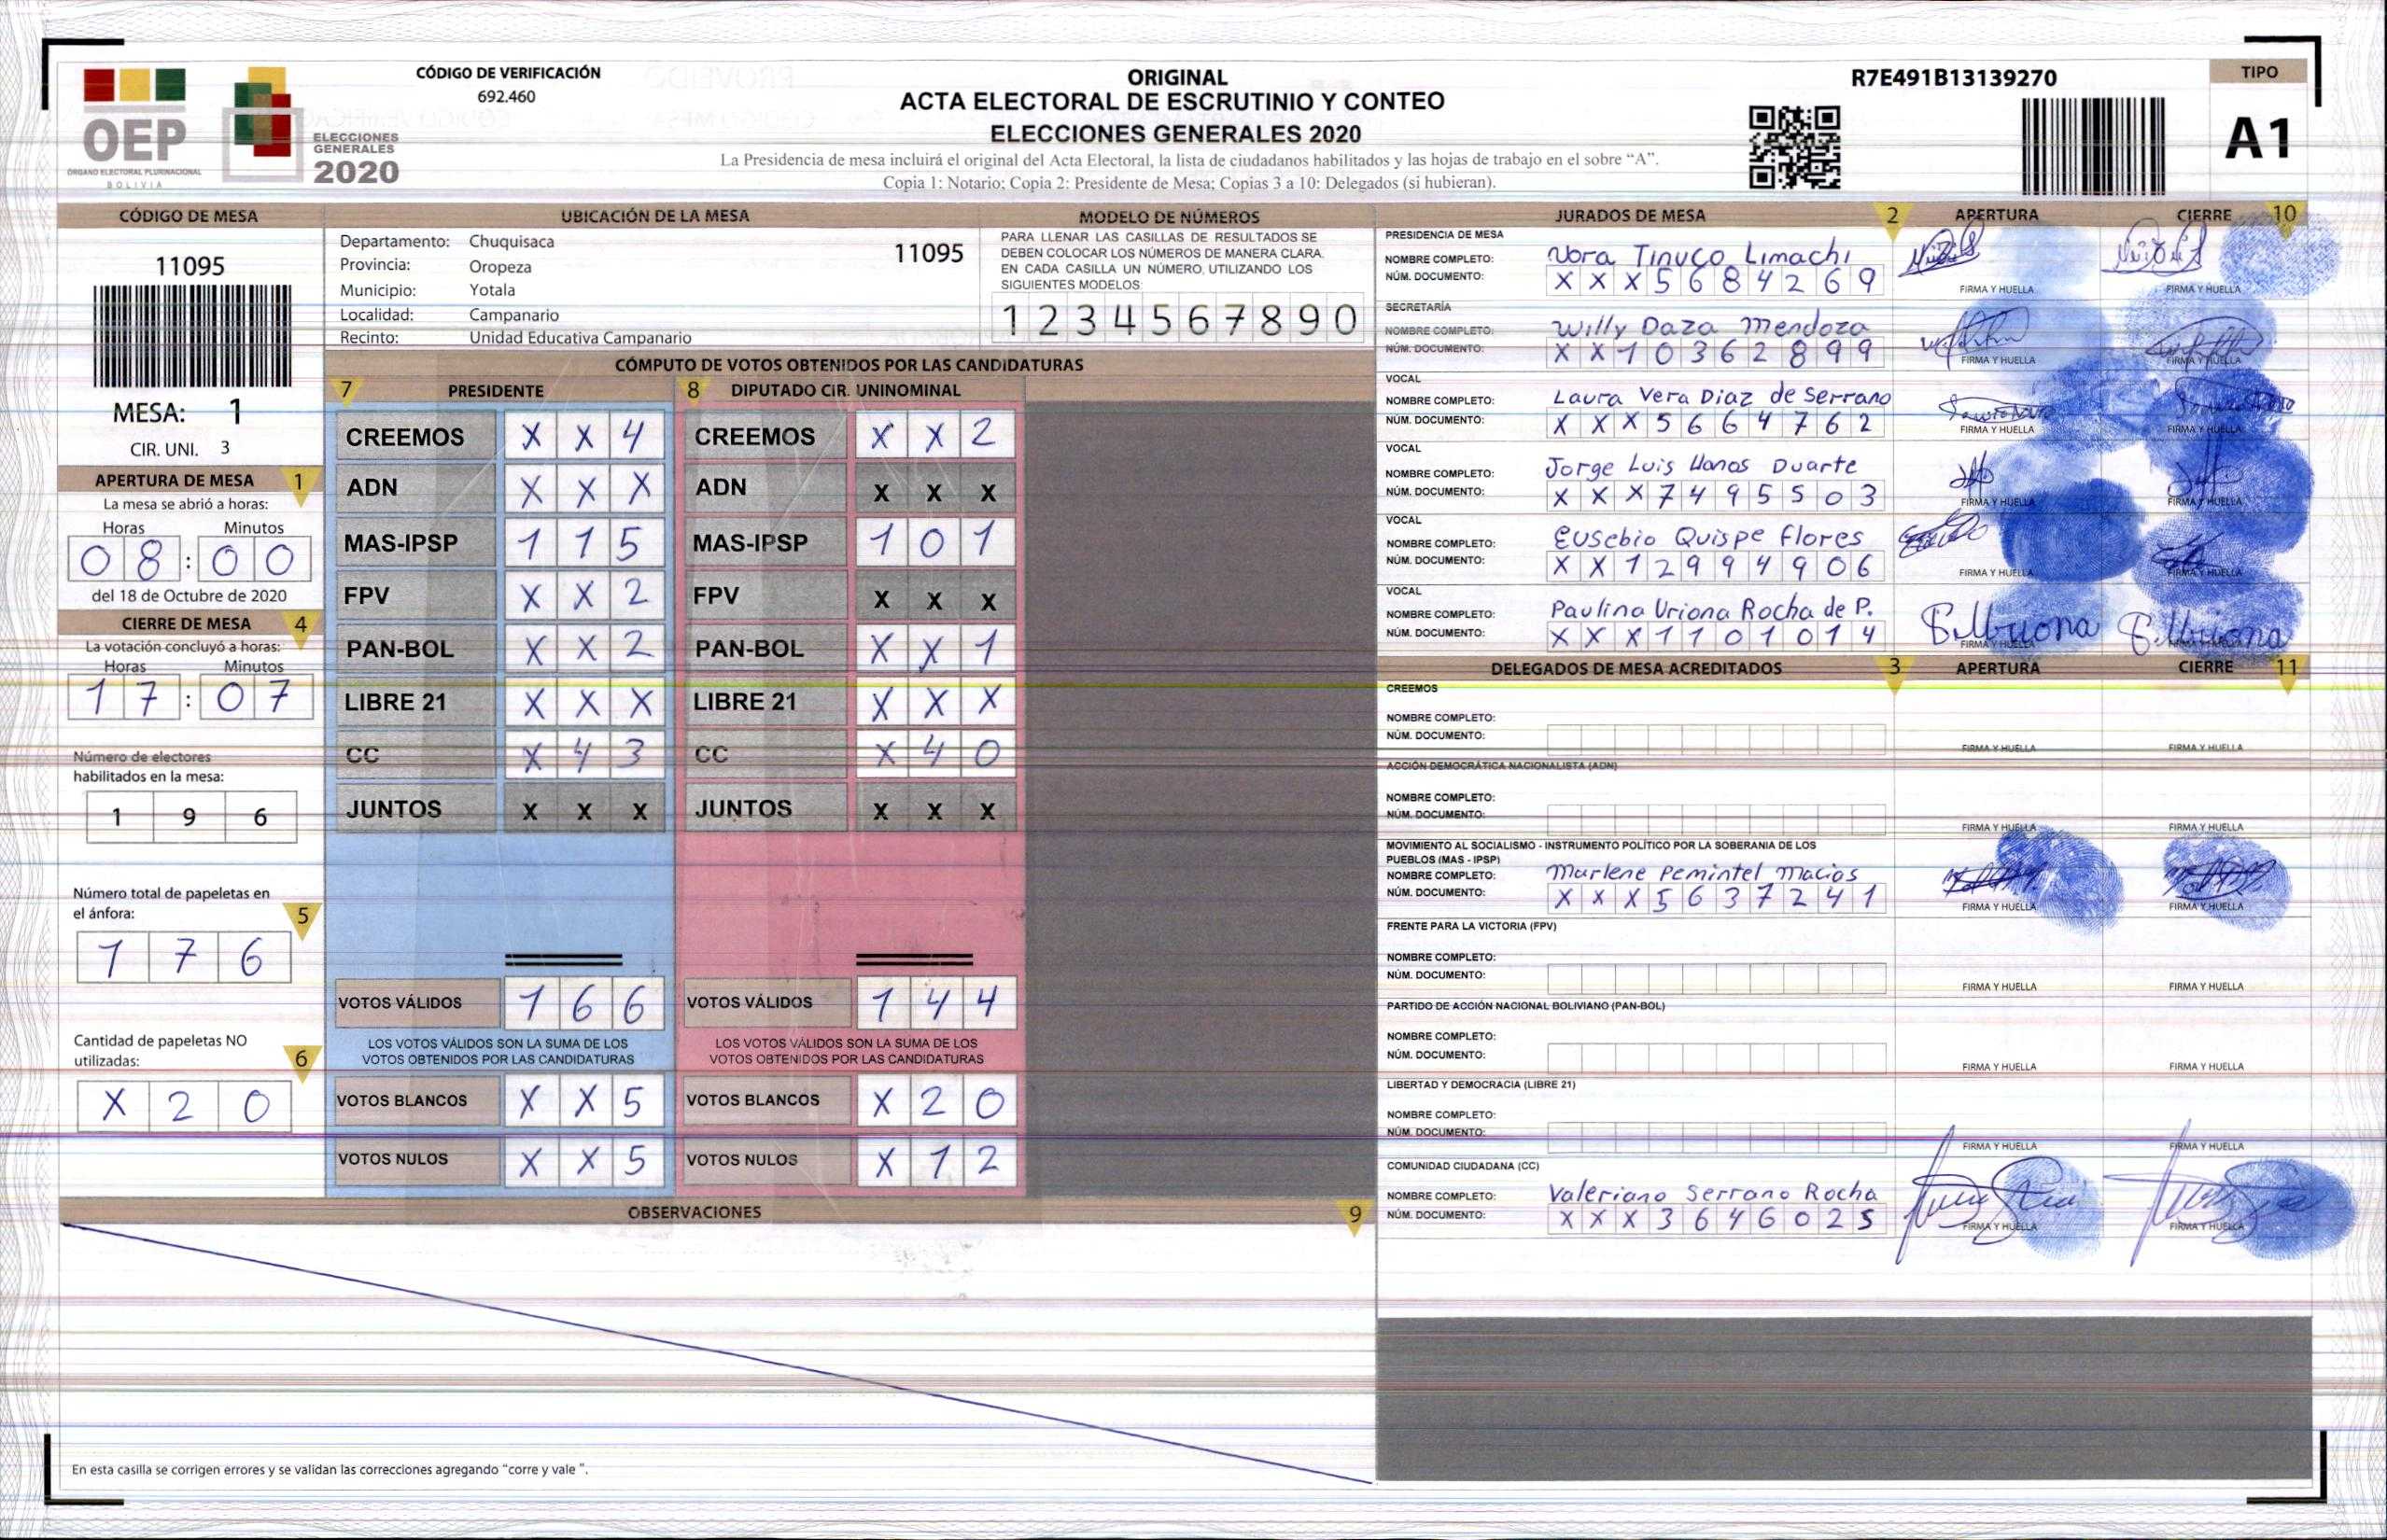 OEP
ÓRGANO ELECTORAL PLURINACIONAL
BOLIVIA
ELECCIONES
GENERALES
2020
CÓDIGO DE VERIFICACIÓN
692.460
ORIGINAL
ACTA ELECTORAL DE ESCRUTINIO Y CONTEO
ELECCIONES GENERALES 2020
La Presidencia de mesa incluirá el original del Acta Electoral, la lista de ciudadanos habilitados y las hojas de trabajo en el sobre “A”.
Copia 1: Notario; Copia 2: Presidente de Mesa; Copias 3 a 10: Delegados (si hubieran).
R7E491B13139270
TIPO
A1
CÓDIGO DE MESA
11095
MESA: 1
CIR. UNI. 3
APERTURA DE MESA 1
La mesa se abrió a horas:
Horas Minutos
0 8 : 0 0
del 18 de Octubre de 2020
CIERRE DE MESA 4
La votación concluyó a horas:
Horas Minutos
1 7 : 0 7
Número de electores
habilitados en la mesa:
1 9 6
Número total de papeletas en
el ánfora: 5
1 7 6
Cantidad de papeletas NO
utilizadas: 6
X 2 0
UBICACIÓN DE LA MESA
Departamento: Chuquisaca 11095
Provincia: Oropeza
Municipio: Yotala
Localidad: Campanario
Recinto: Unidad Educativa Campanario
MODELO DE NÚMEROS
PARA LLENAR LAS CASILLAS DE RESULTADOS SE
DEBEN COLOCAR LOS NÚMEROS DE MANERA CLARA.
EN CADA CASILLA UN NÚMERO, UTILIZANDO LOS
SIGUIENTES MODELOS:
1 2 3 4 5 6 7 8 9 0
CÓMPUTO DE VOTOS OBTENIDOS POR LAS CANDIDATURAS
7 PRESIDENTE 8 DIPUTADO CIR. UNINOMINAL
CREEMOS X X 4 CREEMOS X X 2
ADN X X X ADN X X X
MAS-IPSP 1 1 5 MAS-IPSP 1 0 1
FPV X X 2 FPV X X X
PAN-BOL X X 2 PAN-BOL X X 1
LIBRE 21 X X X LIBRE 21 X X X
CC X 4 3 CC X 4 0
JUNTOS X X X JUNTOS X X X
VOTOS VÁLIDOS 1 6 6 VOTOS VÁLIDOS 1 4 4
LOS VOTOS VÁLIDOS SON LA SUMA DE LOS LOS VOTOS VÁLIDOS SON LA SUMA DE LOS
VOTOS OBTENIDOS POR LAS CANDIDATURAS VOTOS OBTENIDOS POR LAS CANDIDATURAS
VOTOS BLANCOS X X 5 VOTOS BLANCOS X 2 0
VOTOS NULOS X X 5 VOTOS NULOS X 1 2
OBSERVACIONES 9
En esta casilla se corrigen errores y se validan las correcciones agregando “corre y vale ”.
JURADOS DE MESA 2 APERTURA CIERRE 10
PRESIDENCIA DE MESA
NOMBRE COMPLETO: Nora Tinuco Limachi
NÚM. DOCUMENTO: X X X 5 6 8 4 2 6 9
FIRMA Y HUELLA FIRMA Y HUELLA
SECRETARÍA
NOMBRE COMPLETO: Willy Daza Mendoza
NÚM. DOCUMENTO: X X 1 0 3 6 2 8 9 9
FIRMA Y HUELLA FIRMA Y HUELLA
VOCAL
NOMBRE COMPLETO: Laura Vera Diaz de Serrano
NÚM. DOCUMENTO: X X X 5 6 6 4 7 6 2
FIRMA Y HUELLA FIRMA Y HUELLA
VOCAL
NOMBRE COMPLETO: Jorge Luis Llanos Duarte
NÚM. DOCUMENTO: X X X 7 4 9 5 5 0 3
FIRMA Y HUELLA FIRMA Y HUELLA
VOCAL
NOMBRE COMPLETO: Eusebio Quispe Flores
NÚM. DOCUMENTO: X X 1 2 9 9 4 9 0 6
FIRMA Y HUELLA FIRMA Y HUELLA
VOCAL
NOMBRE COMPLETO: Paulina Uriona Rocha de P.
NÚM. DOCUMENTO: X X X 1 1 0 1 0 1 4
FIRMA Y HUELLA FIRMA Y HUELLA
DELEGADOS DE MESA ACREDITADOS 3 APERTURA CIERRE 11
CREEMOS
NOMBRE COMPLETO:
NÚM. DOCUMENTO:
FIRMA Y HUELLA FIRMA Y HUELLA
ACCIÓN DEMOCRÁTICA NACIONALISTA (ADN)
NOMBRE COMPLETO:
NÚM. DOCUMENTO:
FIRMA Y HUELLA FIRMA Y HUELLA
MOVIMIENTO AL SOCIALISMO - INSTRUMENTO POLÍTICO POR LA SOBERANIA DE LOS
PUEBLOS (MAS - IPSP)
NOMBRE COMPLETO: Marlene Pemintel Macias
NÚM. DOCUMENTO: X X X 5 6 3 7 2 4 1
FIRMA Y HUELLA FIRMA Y HUELLA
FRENTE PARA LA VICTORIA (FPV)
NOMBRE COMPLETO:
NÚM. DOCUMENTO:
FIRMA Y HUELLA FIRMA Y HUELLA
PARTIDO DE ACCIÓN NACIONAL BOLIVIANO (PAN-BOL)
NOMBRE COMPLETO:
NÚM. DOCUMENTO:
FIRMA Y HUELLA FIRMA Y HUELLA
LIBERTAD Y DEMOCRACIA (LIBRE 21)
NOMBRE COMPLETO:
NÚM. DOCUMENTO:
FIRMA Y HUELLA FIRMA Y HUELLA
COMUNIDAD CIUDADANA (CC)
NOMBRE COMPLETO: Valeriano Serrano Rocha
NÚM. DOCUMENTO: X X X 3 6 4 6 0 2 5
FIRMA Y HUELLA FIRMA Y HUELLA